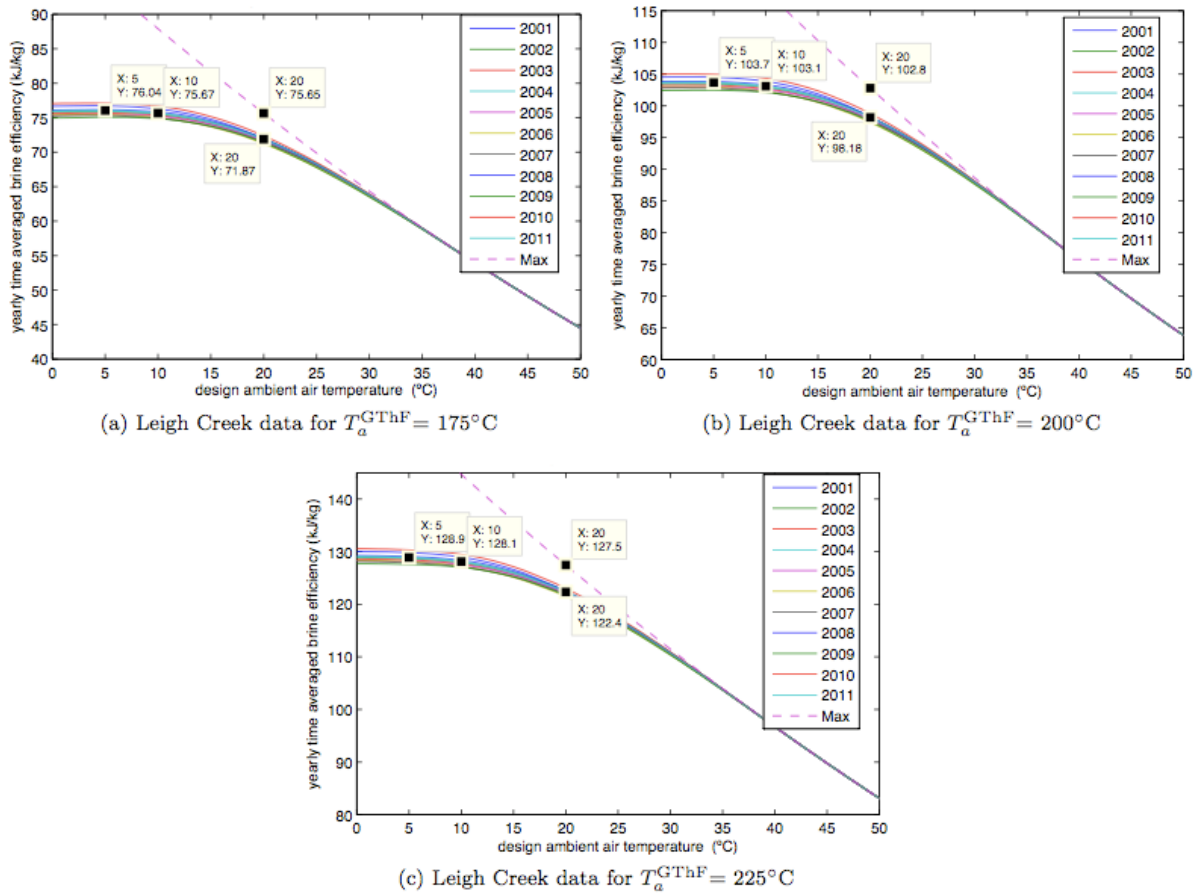 yearly time averaged brine efficiency (kJ/kg)
90
85
80
75
70
65
60
55
50
45
40
X: 5
Y: 76.04
X: 10
Y: 75.67
X: 20
Y: 75.65
X: 20
Y: 71.87
2001
2002
2003
2004
2005
2006
2007
2008
2009
2010
2011
Max
0 5 10 15 20 25 30 35 40 45 50
design ambient air temperature (°C)
(a) Leigh Creek data for T_a^GThF = 175°C
yearly time averaged brine efficiency (kJ/kg)
115
110
105
100
95
90
85
80
75
70
65
60
X: 5
Y: 103.7
X: 10
Y: 103.1
X: 20
Y: 102.8
X: 20
Y: 98.18
2001
2002
2003
2004
2005
2006
2007
2008
2009
2010
2011
Max
0 5 10 15 20 25 30 35 40 45 50
design ambient air temperature (°C)
(b) Leigh Creek data for T_a^GThF = 200°C
yearly time averaged brine efficiency (kJ/kg)
140
130
120
110
100
90
80
X: 5
Y: 128.9
X: 10
Y: 128.1
X: 20
Y: 127.5
X: 20
Y: 122.4
2001
2002
2003
2004
2005
2006
2007
2008
2009
2010
2011
Max
0 5 10 15 20 25 30 35 40 45 50
design ambient air temperature (°C)
(c) Leigh Creek data for T_a^GThF = 225°C